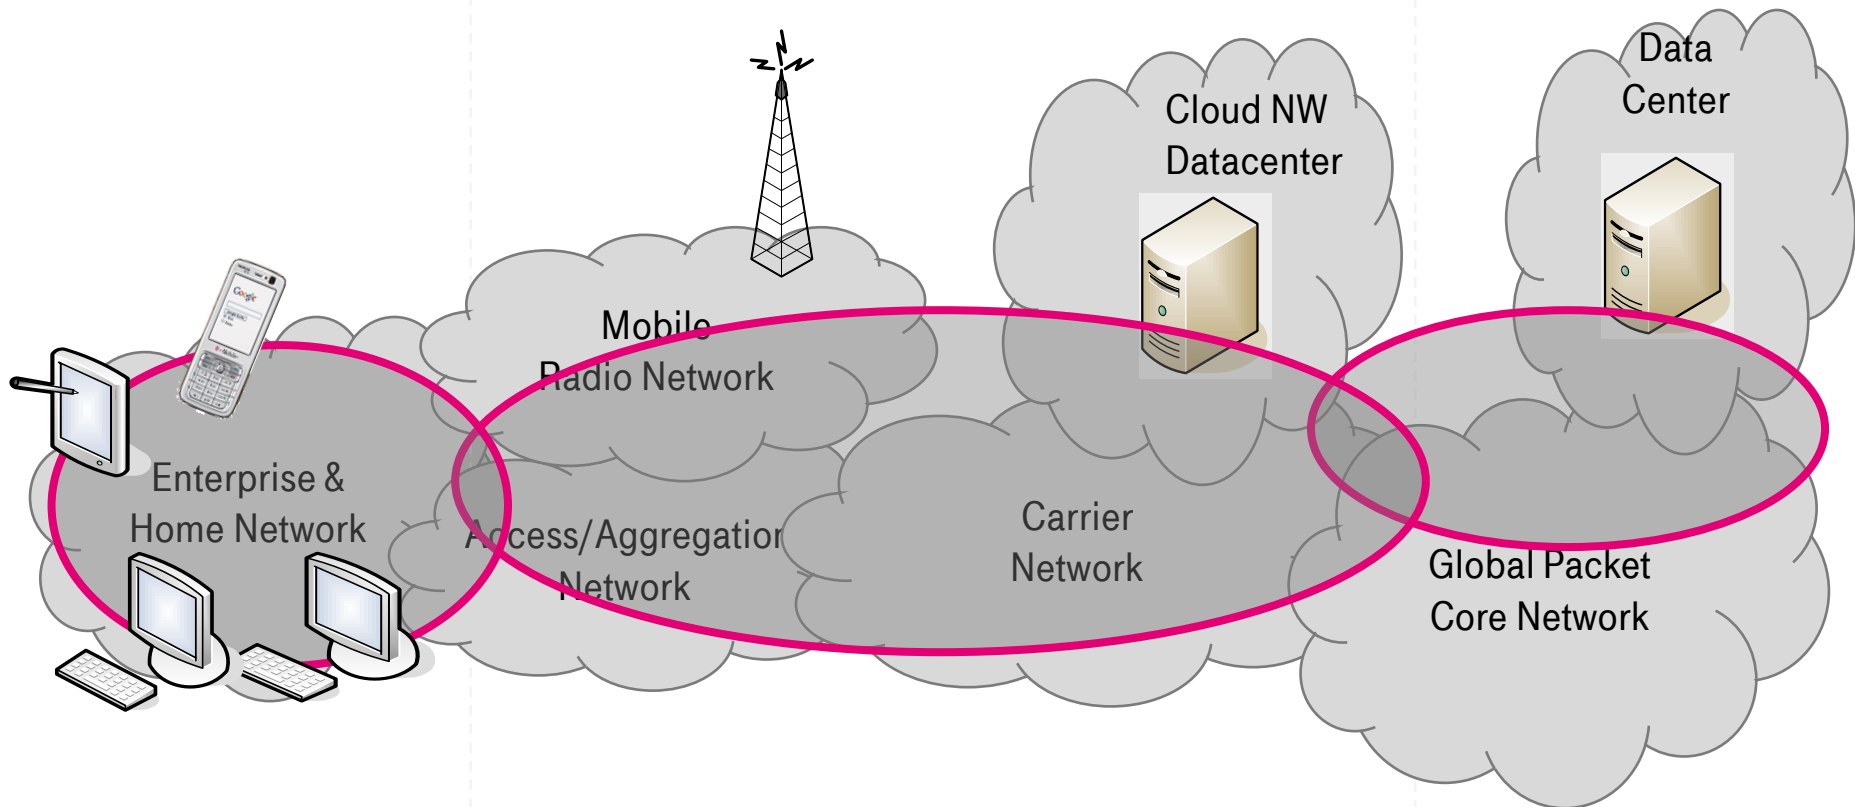 Data
Center
Cloud NW
Datacenter
Google
Mobile
Radio Network
Enterprise &
Home Network
Access/Aggregation
Network
Carrier
Network
Global Packet
Core Network